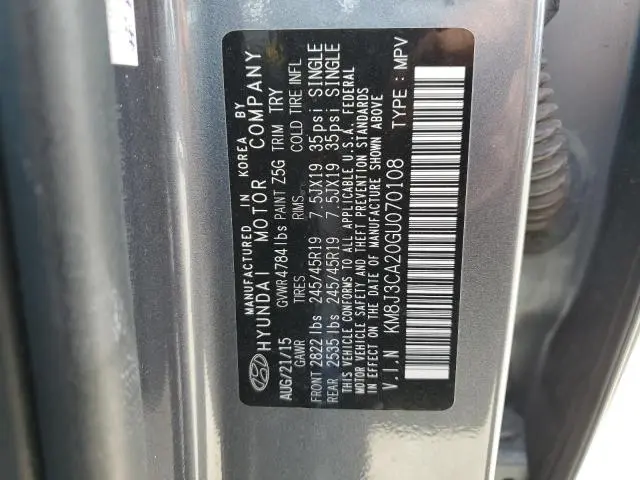 MANUFACTURED IN KOREA BY
HYUNDAI MOTOR COMPANY
AUG/21/15 GVWR 4784 lbs PAINT Z5G TRIM TRY
GAWR TIRES RIMS COLD TIRE INFL
FRONT 2822 lbs 245/45R19 7.5JX19 35psi SINGLE
REAR 2535 lbs 245/45R19 7.5JX19 35psi SINGLE
THIS VEHICLE CONFORMS TO ALL APPLICABLE U.S.A. FEDERAL
MOTOR VEHICLE SAFETY AND THEFT PREVENTION STANDARDS
IN EFFECT ON THE DATE OF MANUFACTURE SHOWN ABOVE
V.I.N KM8J3CA20GU070108 TYPE : MPV